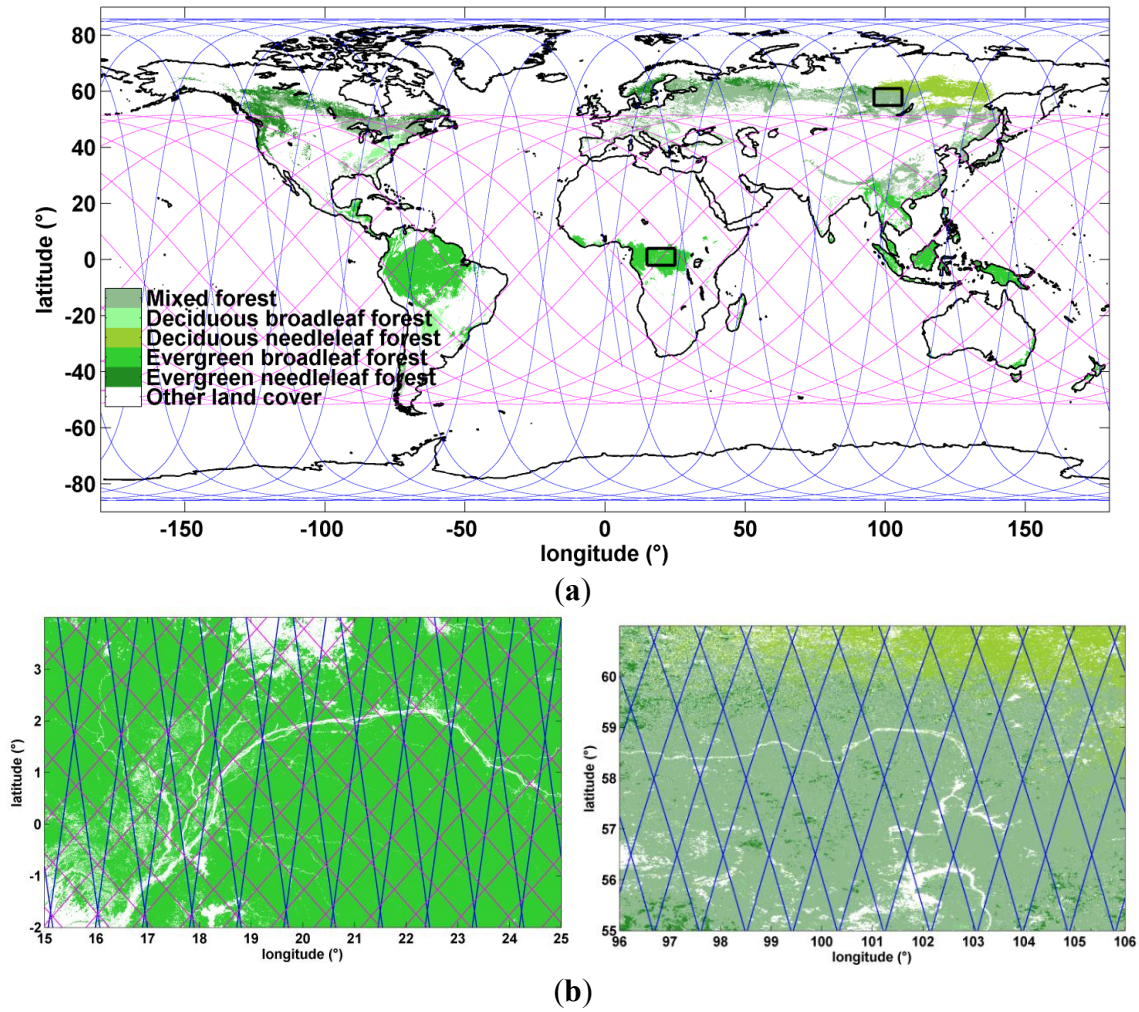 80
60
40
20
0
-20
-40
-60
-80
latitude (°)
Mixed forest
Deciduous broadleaf forest
Deciduous needleleaf forest
Evergreen broadleaf forest
Evergreen needleleaf forest
Other land cover
-150 -100 -50 0 50 100 150
longitude (°)
(a)
3
2
1
0
-1
-2
latitude (°)
15 16 17 18 19 20 21 22 23 24 25
longitude (°)
60
59
58
57
56
55
latitude (°)
96 97 98 99 100 101 102 103 104 105 106
longitude (°)
(b)